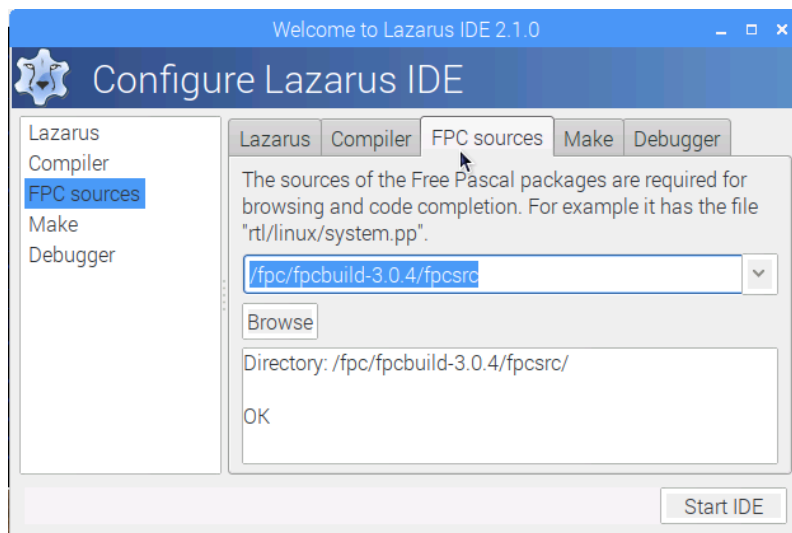 Welcome to Lazarus IDE 2.1.0
Configure Lazarus IDE
Lazarus
Compiler
FPC sources
Make
Debugger
Lazarus Compiler FPC sources Make Debugger
The sources of the Free Pascal packages are required for
browsing and code completion. For example it has the file
"rtl/linux/system.pp".
/fpc/fpcbuild-3.0.4/fpcsrc
Browse
Directory: /fpc/fpcbuild-3.0.4/fpcsrc/
OK
Start IDE